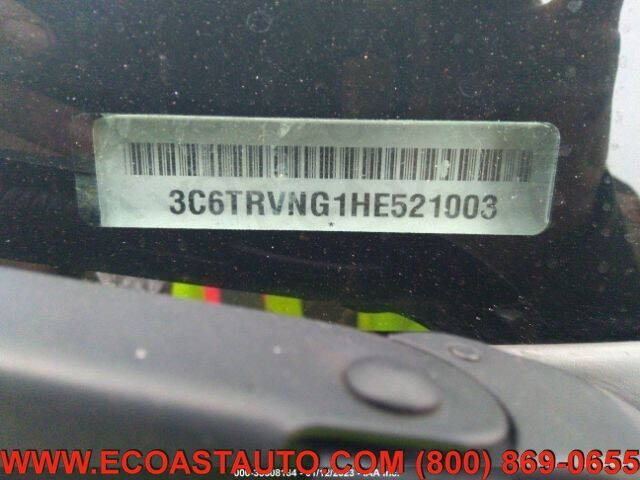 3C6TRVNG1HE521003
*
WWW.ECOASTAUTO.COM (800) 869-0655